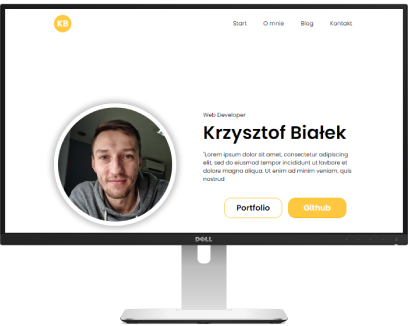 KB
Start O mnie Blog Kontakt
Web Developer
Krzysztof Białek
"Lorem ipsum dolor sit amet, consectetur adipiscing
elit, sed do eiusmod tempor incididunt ut lavbore et
dolore magna aliqua. Ut enim ad minim veniam, quis
nostrud
Portfolio Github
DELL